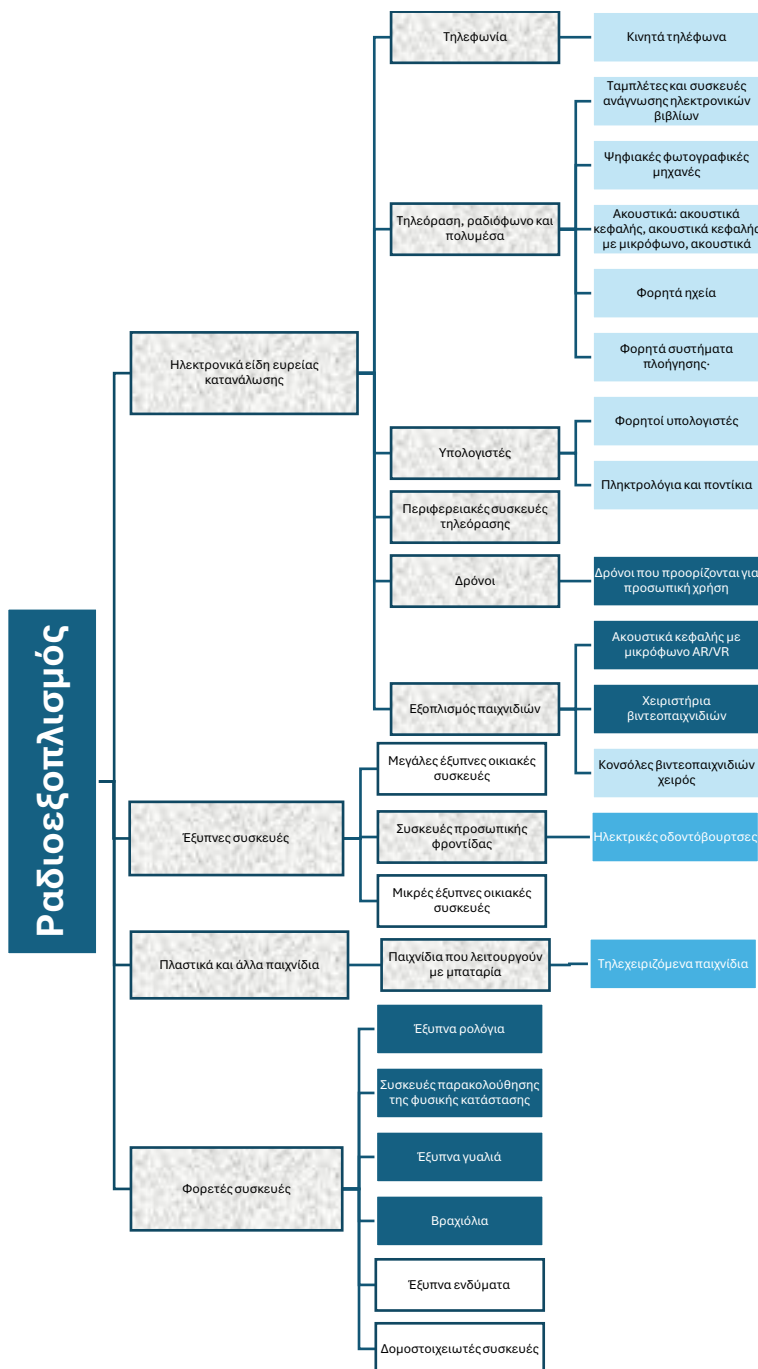 Ραδιοεξοπλισμός
Ηλεκτρονικά είδη ευρείας
κατανάλωσης
Τηλεφωνία
Κινητά τηλέφωνα
Τηλεόραση, ραδιόφωνο και
πολυμέσα
Ταμπλέτες και συσκευές
ανάγνωσης ηλεκτρονικών
βιβλίων
Ψηφιακές φωτογραφικές
μηχανές
Ακουστικά: ακουστικά
κεφαλής, ακουστικά κεφαλής
με μικρόφωνο, ακουστικά
Φορητά ηχεία
Φορητά συστήματα
πλοήγησης·
Υπολογιστές
Φορητοί υπολογιστές
Πληκτρολόγια και ποντίκια
Περιφερειακές συσκευές
τηλεόρασης
Δρόνοι
Δρόνοι που προορίζονται για
προσωπική χρήση
Εξοπλισμός παιχνιδιών
Ακουστικά κεφαλής με
μικρόφωνο AR/VR
Χειριστήρια
βιντεοπαιχνιδιών
Κονσόλες βιντεοπαιχνιδιών
χειρός
Έξυπνες συσκευές
Μεγάλες έξυπνες οικιακές
συσκευές
Συσκευές προσωπικής
φροντίδας
Ηλεκτρικές οδοντόβουρτσες
Μικρές έξυπνες οικιακές
συσκευές
Πλαστικά και άλλα παιχνίδια
Παιχνίδια που λειτουργούν
με μπαταρία
Τηλεχειριζόμενα παιχνίδια
Φορετές συσκευές
Έξυπνα ρολόγια
Συσκευές παρακολούθησης
της φυσικής κατάστασης
Έξυπνα γυαλιά
Βραχιόλια
Έξυπνα ενδύματα
Δομοστοιχειωτές συσκευές